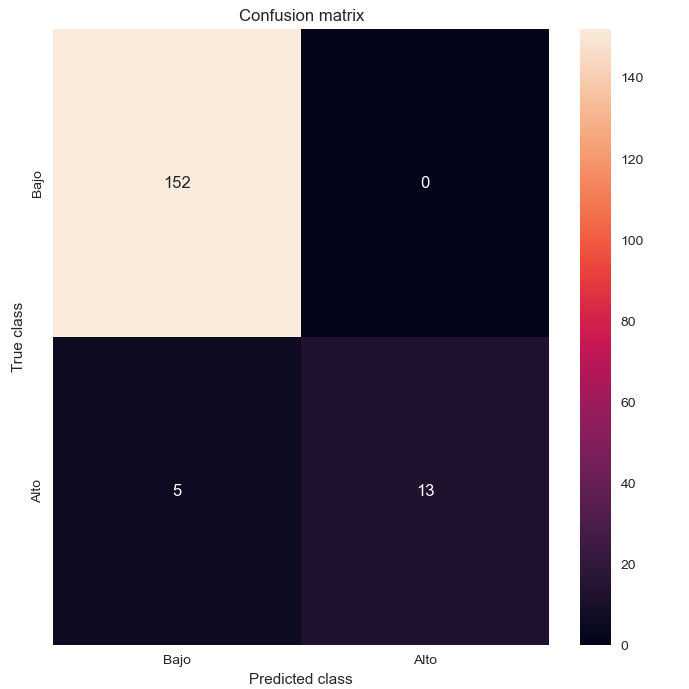 Confusion matrix
True class
Bajo
152
0
Alto
5
13
Bajo
Alto
Predicted class
140
120
100
80
60
40
20
0